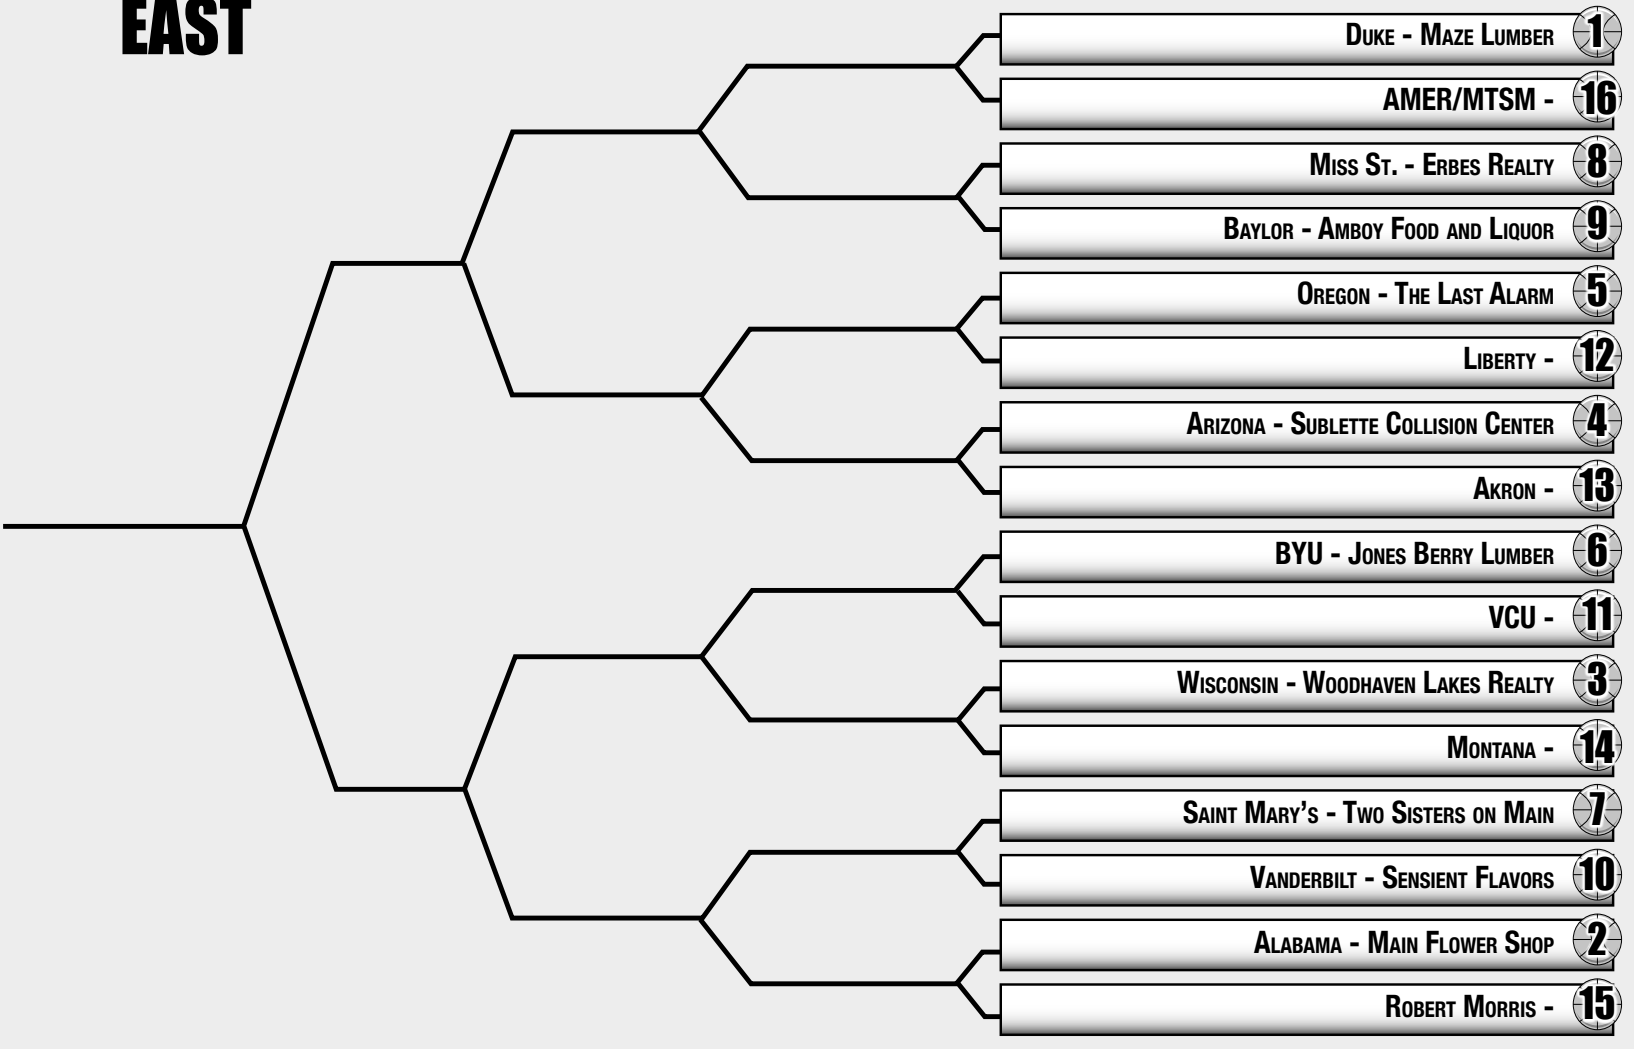 EAST
Duke - Maze Lumber 1
AMER/MTSM - 16
Miss St. - Erbes Realty 8
Baylor - Amboy Food and Liquor 9
Oregon - The Last Alarm 5
Liberty - 12
Arizona - Sublette Collision Center 4
Akron - 13
BYU - Jones Berry Lumber 6
VCU - 11
Wisconsin - Woodhaven Lakes Realty 3
Montana - 14
Saint Mary's - Two Sisters on Main 7
Vanderbilt - Sensient Flavors 10
Alabama - Main Flower Shop 2
Robert Morris - 15